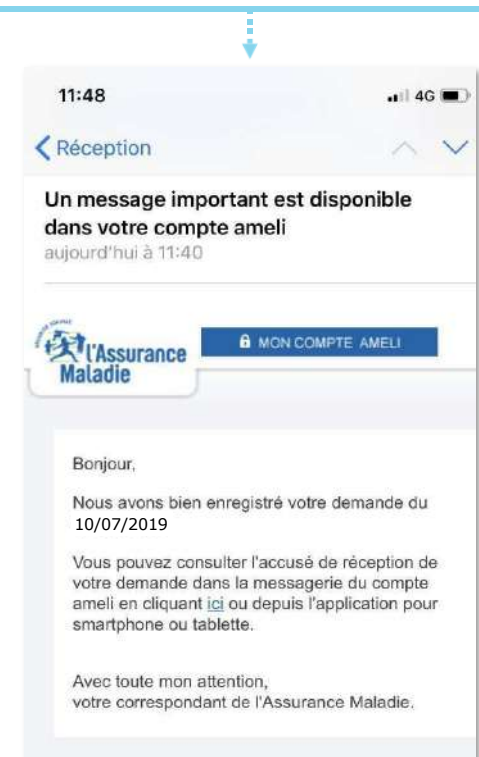 11:48
4G
Réception
Un message important est disponible
dans votre compte ameli
aujourd'hui à 11:40
l'Assurance
Maladie
MON COMPTE AMELI
Bonjour,
Nous avons bien enregistré votre demande du
10/07/2019
Vous pouvez consulter l'accusé de réception de
votre demande dans la messagerie du compte
ameli en cliquant ici ou depuis l'application pour
smartphone ou tablette.
Avec toute mon attention,
votre correspondant de l'Assurance Maladie.